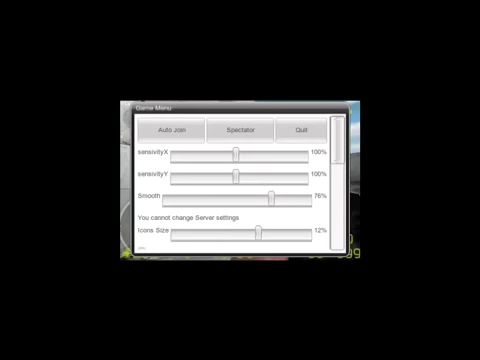 Game Menu
Auto Join Spectator Quit
sensivityX 100%
sensivityY 100%
Smooth 76%
You cannot change Server settings
Icons Size 12%